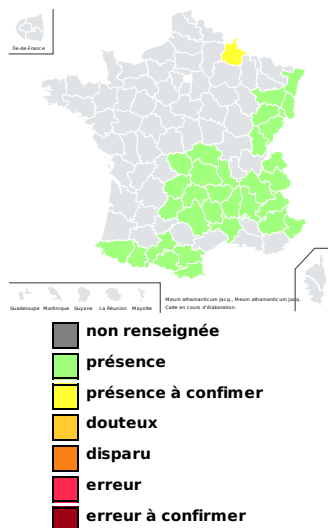 Île-de-France
Guadeloupe Martinique Guyane La Réunion Mayotte
Meum athamanticum Jacq., Meum athamanticum Jacq.
Carte en cours d'élaboration.
non renseignée
présence
présence à confimer
douteux
disparu
erreur
erreur à confirmer